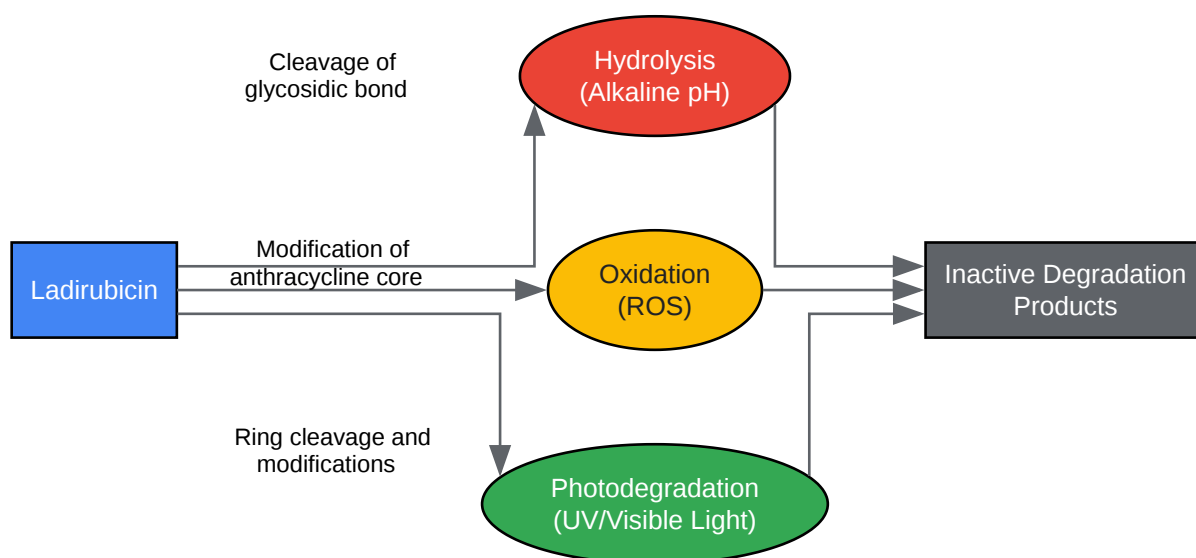 Cleavage of
glycosidic bond
Hydrolysis
(Alkaline pH)
Ladirubicin
Modification of
anthracycline core
Oxidation
(ROS)
Inactive Degradation
Products
Ring cleavage and
modifications
Photodegradation
(UV/Visible Light)